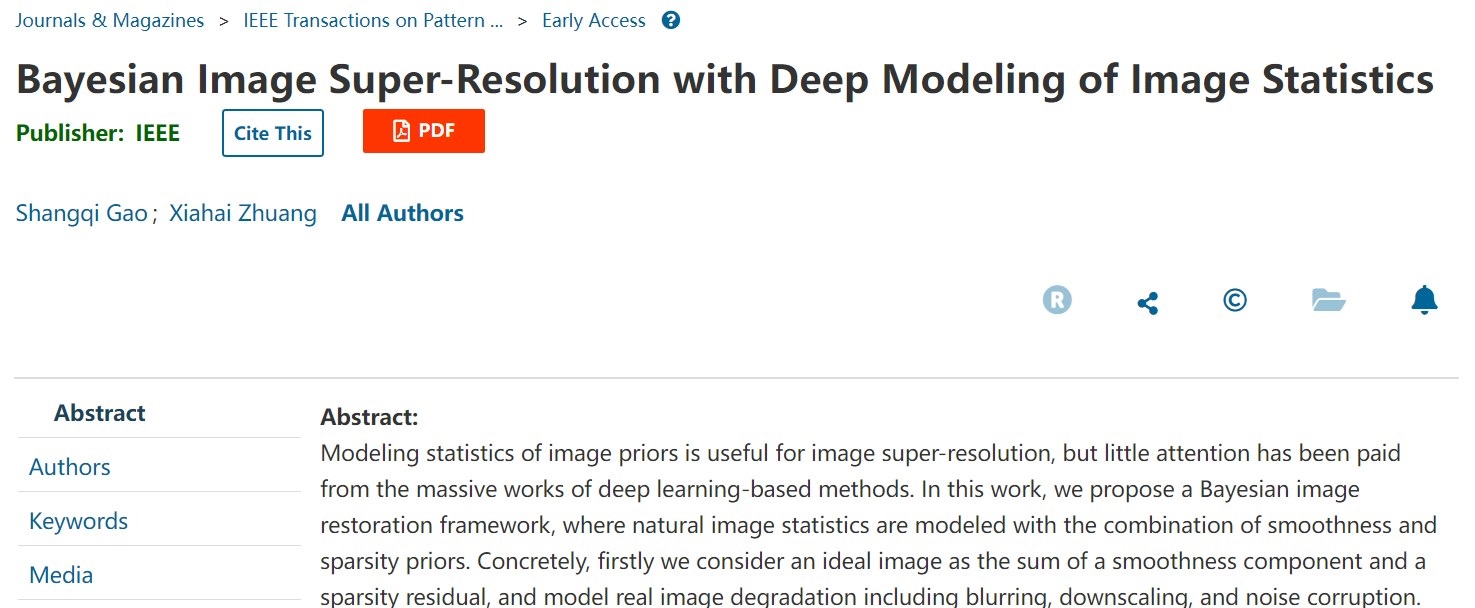 Journals & Magazines > IEEE Transactions on Pattern ... > Early Access ?
Bayesian Image Super-Resolution with Deep Modeling of Image Statistics
Publisher: IEEE Cite This PDF
Shangqi Gao; Xiahai Zhuang All Authors
R ©
Abstract
Authors
Keywords
Media
Abstract:
Modeling statistics of image priors is useful for image super-resolution, but little attention has been paid
from the massive works of deep learning-based methods. In this work, we propose a Bayesian image
restoration framework, where natural image statistics are modeled with the combination of smoothness and
sparsity priors. Concretely, firstly we consider an ideal image as the sum of a smoothness component and a
sparsity residual, and model real image degradation including blurring, downscaling, and noise corruption.